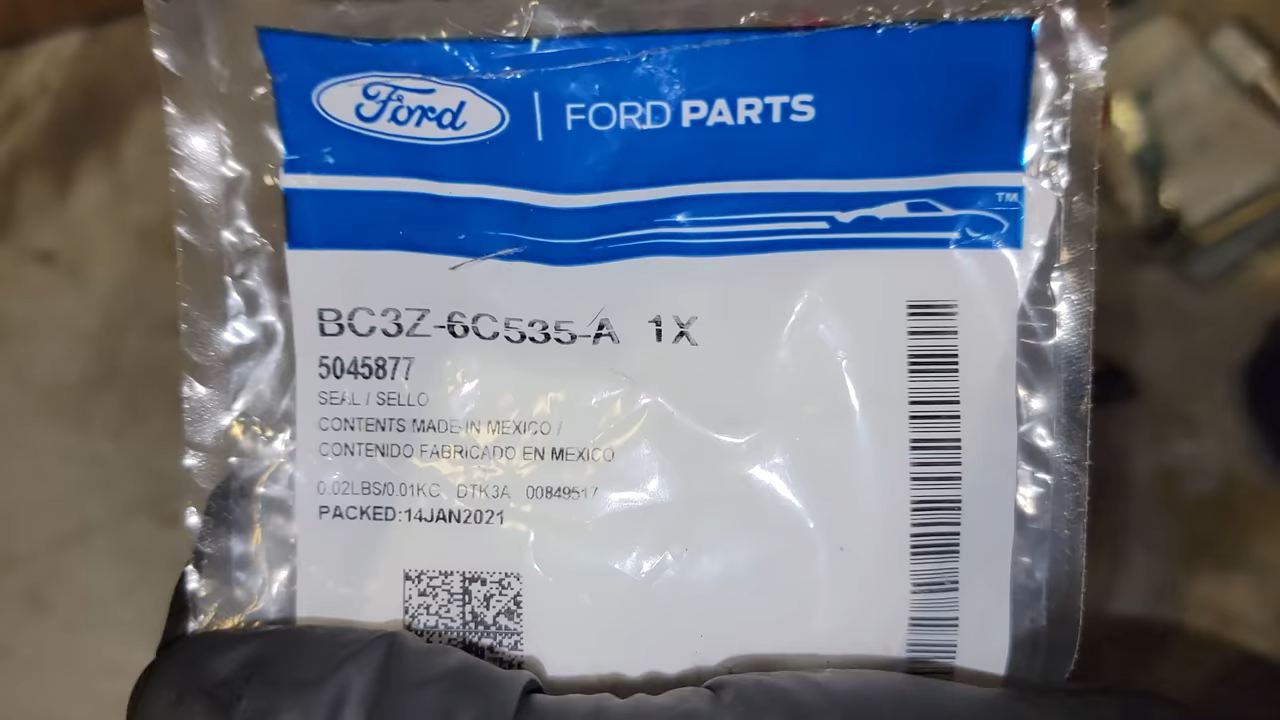 Ford | FORD PARTS
TM
BC3Z-6C535-A 1X
5045877
SEAL / SELLO
CONTENTS MADE IN MEXICO /
CONTENIDO FABRICADO EN MEXICO
0.02LBS/0.01KG DTK3A 00849517
PACKED:14JAN2021